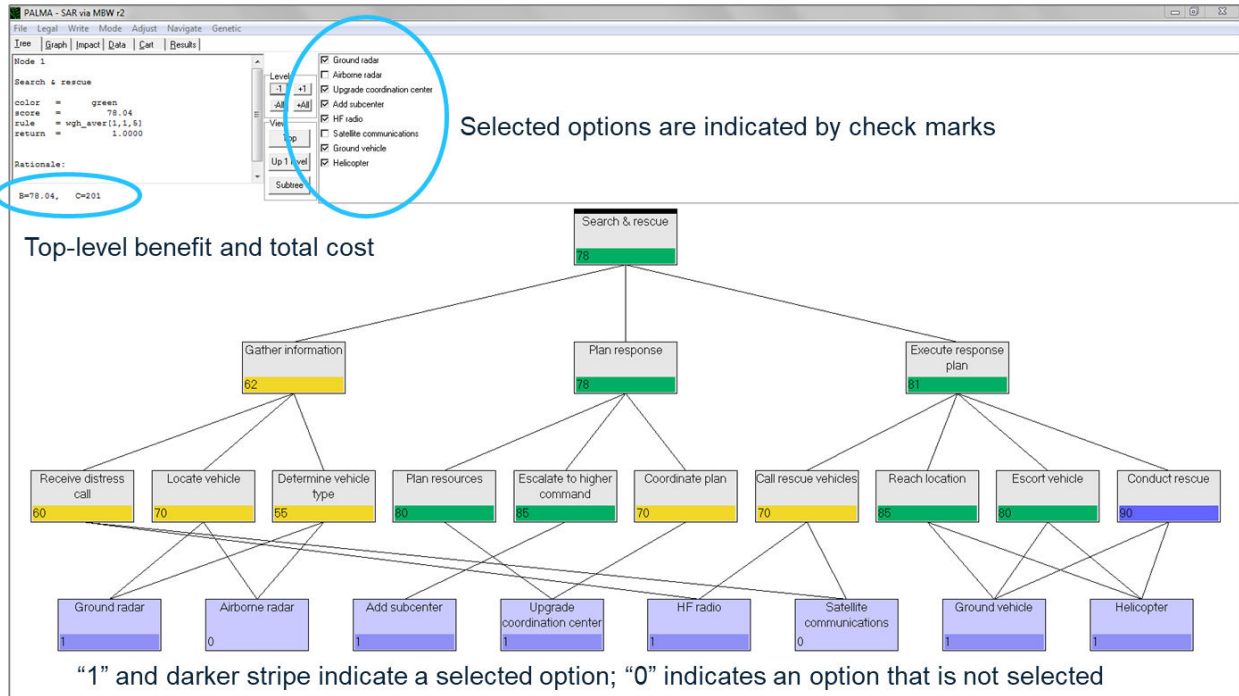 PALMA - SAR via MBW r2
File Legal Write Mode Adjust Navigate Genetic
Tree Graph Impact Data Cart Results
Node 1
Search & rescue
color = green
score = 78.04
rule = wgh_aver[1,1,5]
return = 1.0000
Rationale:
B=78.04, C=201
Level
-1 +1
-All +All
View
Top
Up 1 level
Subtree
Ground radar
Airborne radar
Upgrade coordination center
Add subcenter
HF radio
Satellite communications
Ground vehicle
Helicopter
Selected options are indicated by check marks
Top-level benefit and total cost
Search & rescue
78
Gather information
62
Plan response
78
Execute response
plan
81
Receive distress
call
60
Locate vehicle
70
Determine vehicle
type
55
Plan resources
80
Escalate to higher
command
85
Coordinate plan
70
Call rescue vehicles
70
Reach location
85
Escort vehicle
80
Conduct rescue
90
Ground radar
1
Airborne radar
0
Add subcenter
1
Upgrade
coordination center
1
HF radio
1
Satellite
communications
0
Ground vehicle
1
Helicopter
1
“1” and darker stripe indicate a selected option; “0” indicates an option that is not selected